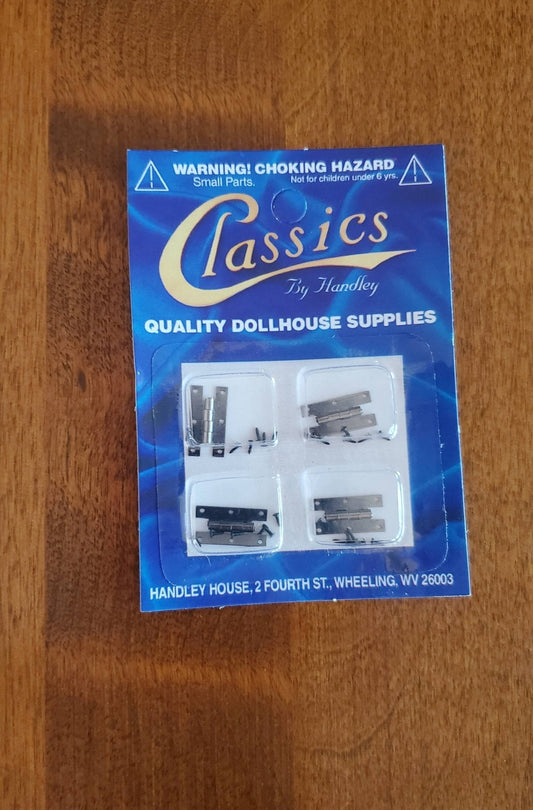 WARNING! CHOKING HAZARD
Small Parts. Not for children under 6 yrs.
Classics
By Handley
QUALITY DOLLHOUSE SUPPLIES
HANDLEY HOUSE, 2 FOURTH ST., WHEELING, WV 26003